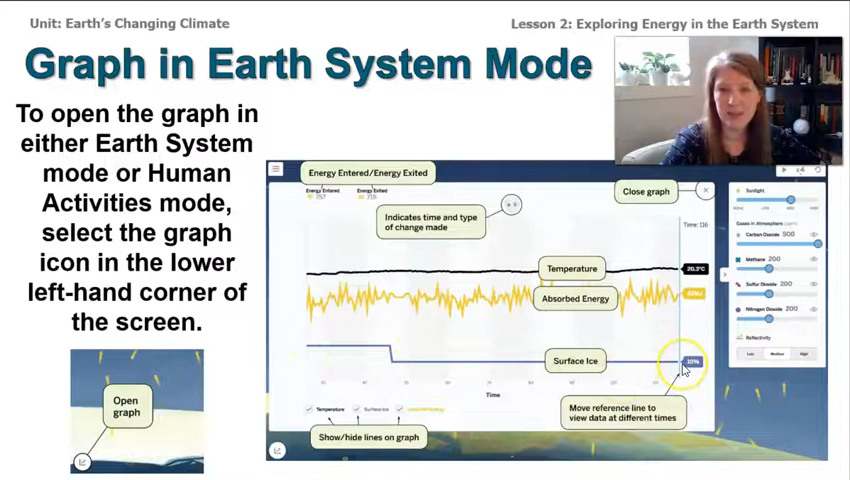 Unit: Earth's Changing Climate
Lesson 2: Exploring Energy in the Earth System
Graph in Earth System Mode
To open the graph in
either Earth System
mode or Human
Activities mode,
select the graph
icon in the lower
left-hand corner of
the screen.
Open
graph
Energy Entered/Energy Exited
Energy Entered
757
Energy Exited
715
Indicates time and type
of change made
Close graph
Time: 116
Temperature
20.3°C
Absorbed Energy
Surface Ice
10%
Time
Move reference line to
view data at different times
Temperature
Surface Ice
Show/hide lines on graph
x4
Sunlight
Gases in Atmosphere
Carbon Dioxide 500
Methane 200
Sulfur Dioxide 200
Nitrogen Dioxide 200
Reflectivity
Low
Medium
High